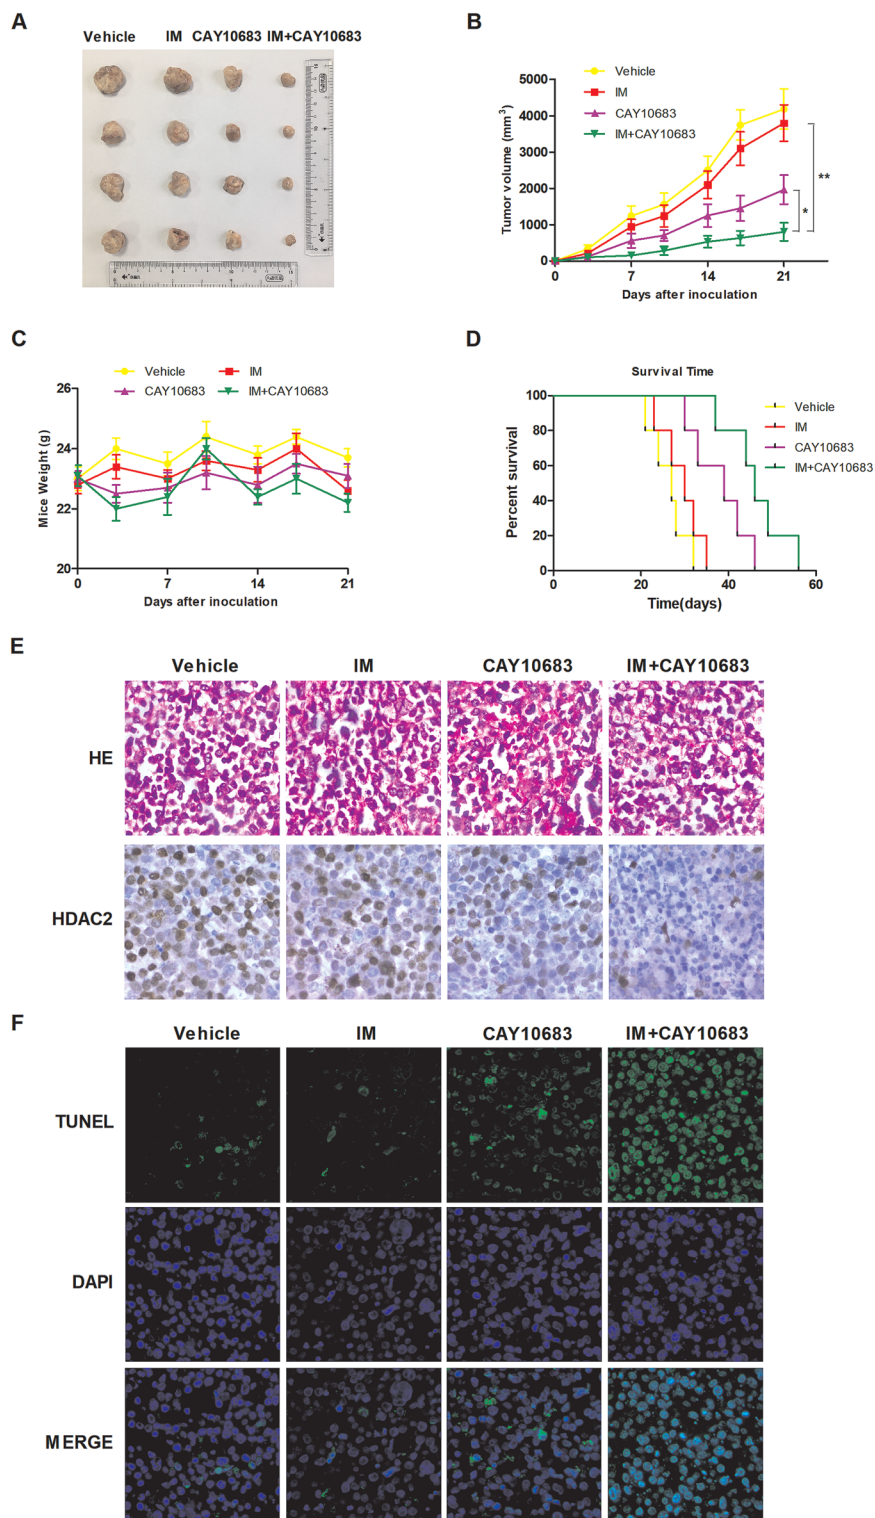 A
Vehicle IM CAY10683 IM+CAY10683
B
Vehicle
IM
CAY10683
IM+CAY10683
Tumor volume (mm³)
5000
4000
3000
2000
1000
0
0 7 14 21
Days after inoculation
**
*
C
Vehicle IM
CAY10683 IM+CAY10683
Mice Weight (g)
26
24
22
20
0 7 14 21
Days after inoculation
D
Survival Time
Percent survival
100
80
60
40
20
0
0 20 40 60
Time(days)
Vehicle
IM
CAY10683
IM+CAY10683
E
Vehicle IM CAY10683 IM+CAY10683
HE
HDAC2
F
Vehicle IM CAY10683 IM+CAY10683
TUNEL
DAPI
MERGE